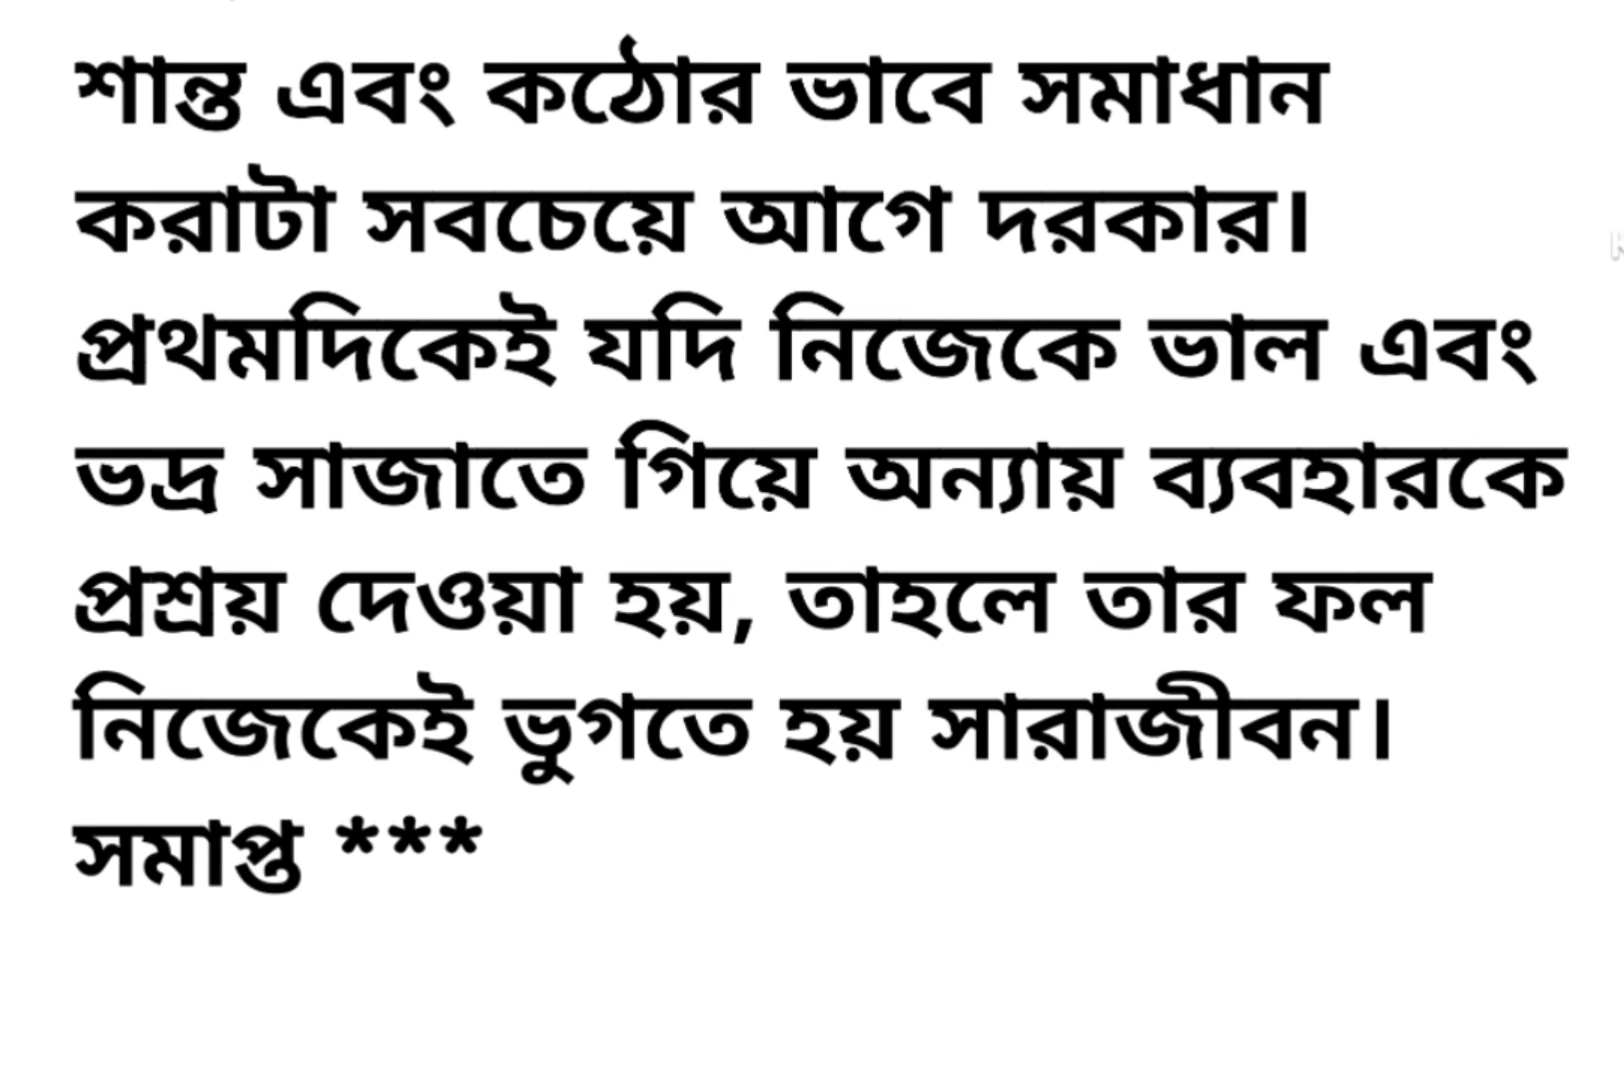 শান্ত এবং কঠোর ভাবে সমাধান
করাটা সবচেয়ে আগে দরকার।
প্রথমদিকেই যদি নিজেকে ভাল এবং
ভদ্র সাজাতে গিয়ে অন্যায় ব্যবহারকে
প্রশ্রয় দেওয়া হয়, তাহলে তার ফল
নিজেকেই ভুগতে হয় সারাজীবন।
সমাপ্ত ***